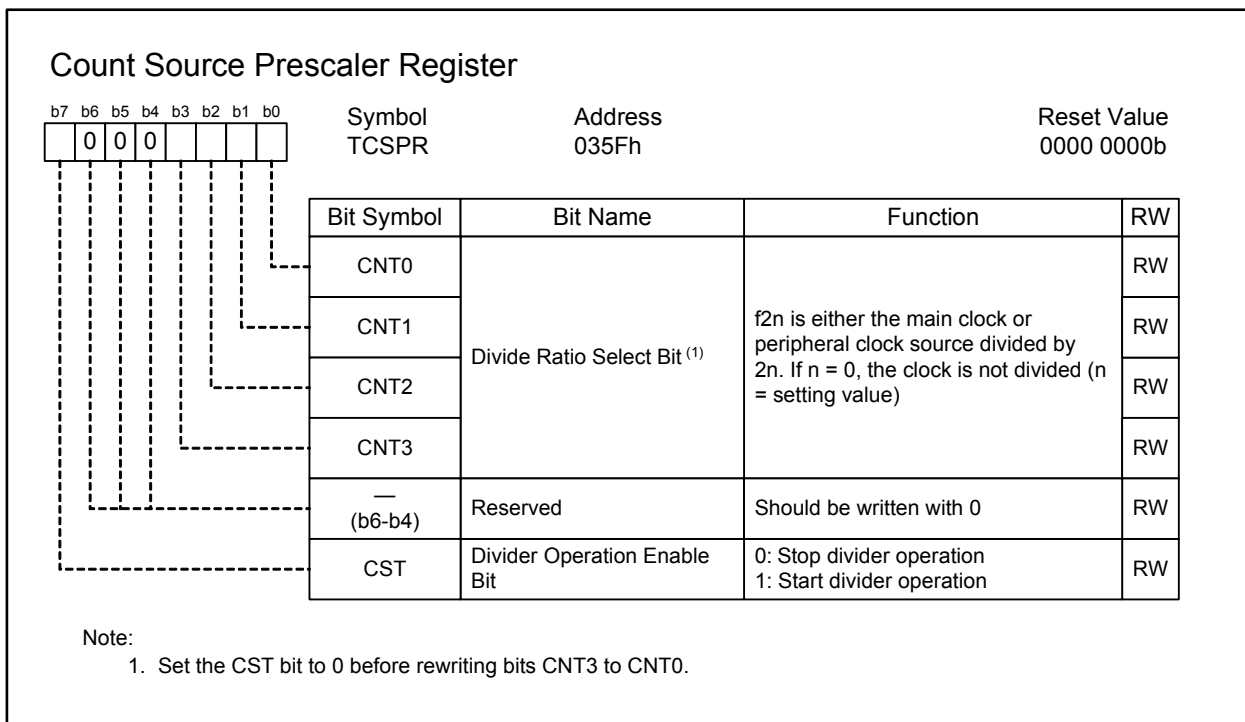 Count Source Prescaler Register
b7 b6 b5 b4 b3 b2 b1 b0
0 0 0
Symbol Address Reset Value
TCSPR 035Fh 0000 0000b
Bit Symbol Bit Name Function RW
CNT0 RW
CNT1 RW
CNT2 RW
CNT3 RW
Divide Ratio Select Bit (1)
f2n is either the main clock or
peripheral clock source divided by
2n. If n = 0, the clock is not divided (n
= setting value)
—
(b6-b4) Reserved Should be written with 0 RW
CST Divider Operation Enable
Bit
0: Stop divider operation
1: Start divider operation
RW
Note:
1. Set the CST bit to 0 before rewriting bits CNT3 to CNT0.